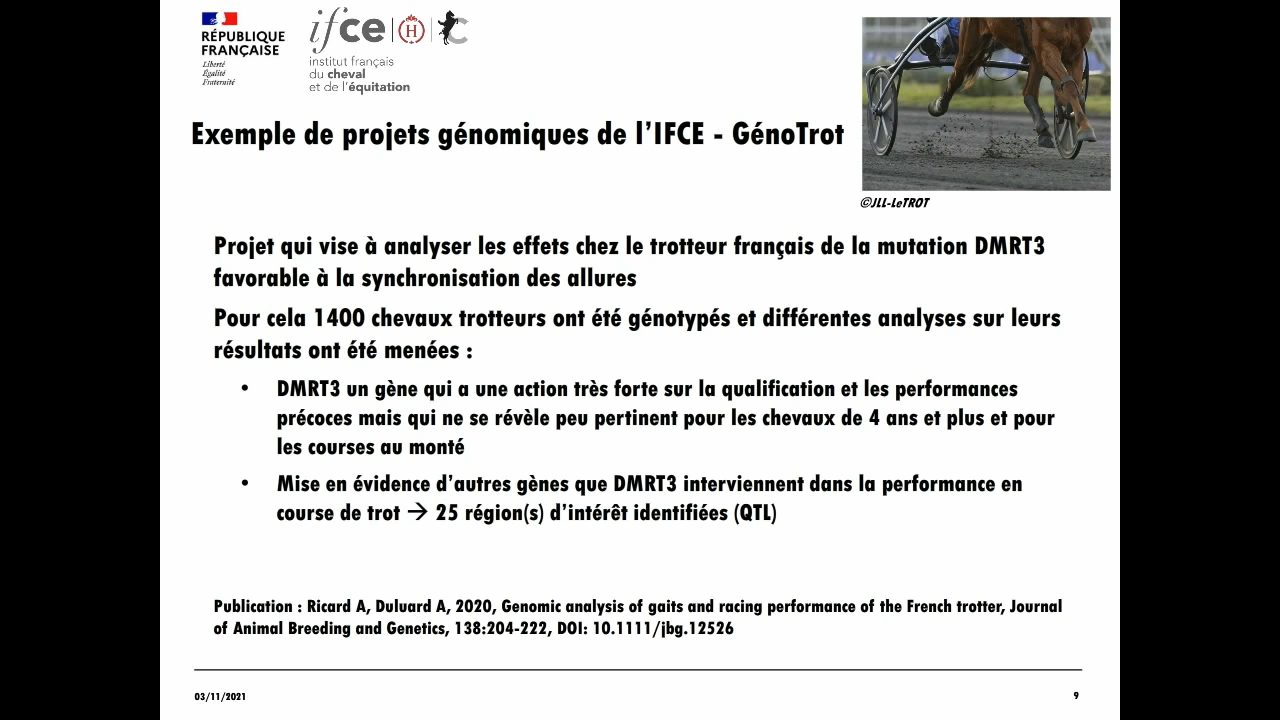 RÉPUBLIQUE
FRANÇAISE
Liberté
Égalité
Fraternité
ifce | H | C
institut français
du cheval
et de l'équitation
Exemple de projets génomiques de l'IFCE - GénoTrot
©JLL-LeTROT
Projet qui vise à analyser les effets chez le trotteur français de la mutation DMRT3
favorable à la synchronisation des allures
Pour cela 1400 chevaux trotteurs ont été génotypés et différentes analyses sur leurs
résultats ont été menées :
• DMRT3 un gène qui a une action très forte sur la qualification et les performances
précoces mais qui ne se révèle peu pertinent pour les chevaux de 4 ans et plus et pour
les courses au monté
• Mise en évidence d'autres gènes que DMRT3 interviennent dans la performance en
course de trot → 25 région(s) d'intérêt identifiées (QTL)
Publication : Ricard A, Duluard A, 2020, Genomic analysis of gaits and racing performance of the French trotter, Journal
of Animal Breeding and Genetics, 138:204-222, DOI: 10.1111/jbg.12526
03/11/2021
9